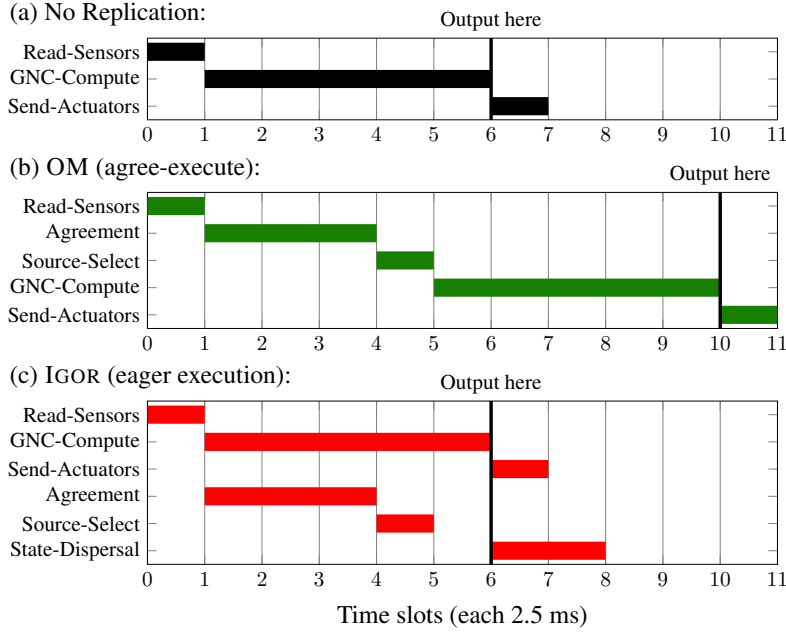 (a) No Replication:
Output here
Read-Sensors
GNC-Compute
Send-Actuators
0 1 2 3 4 5 6 7 8 9 10 11
(b) OM (agree-execute):
Output here
Read-Sensors
Agreement
Source-Select
GNC-Compute
Send-Actuators
0 1 2 3 4 5 6 7 8 9 10 11
(c) IGOR (eager execution):
Output here
Read-Sensors
GNC-Compute
Send-Actuators
Agreement
Source-Select
State-Dispersal
0 1 2 3 4 5 6 7 8 9 10 11
Time slots (each 2.5 ms)